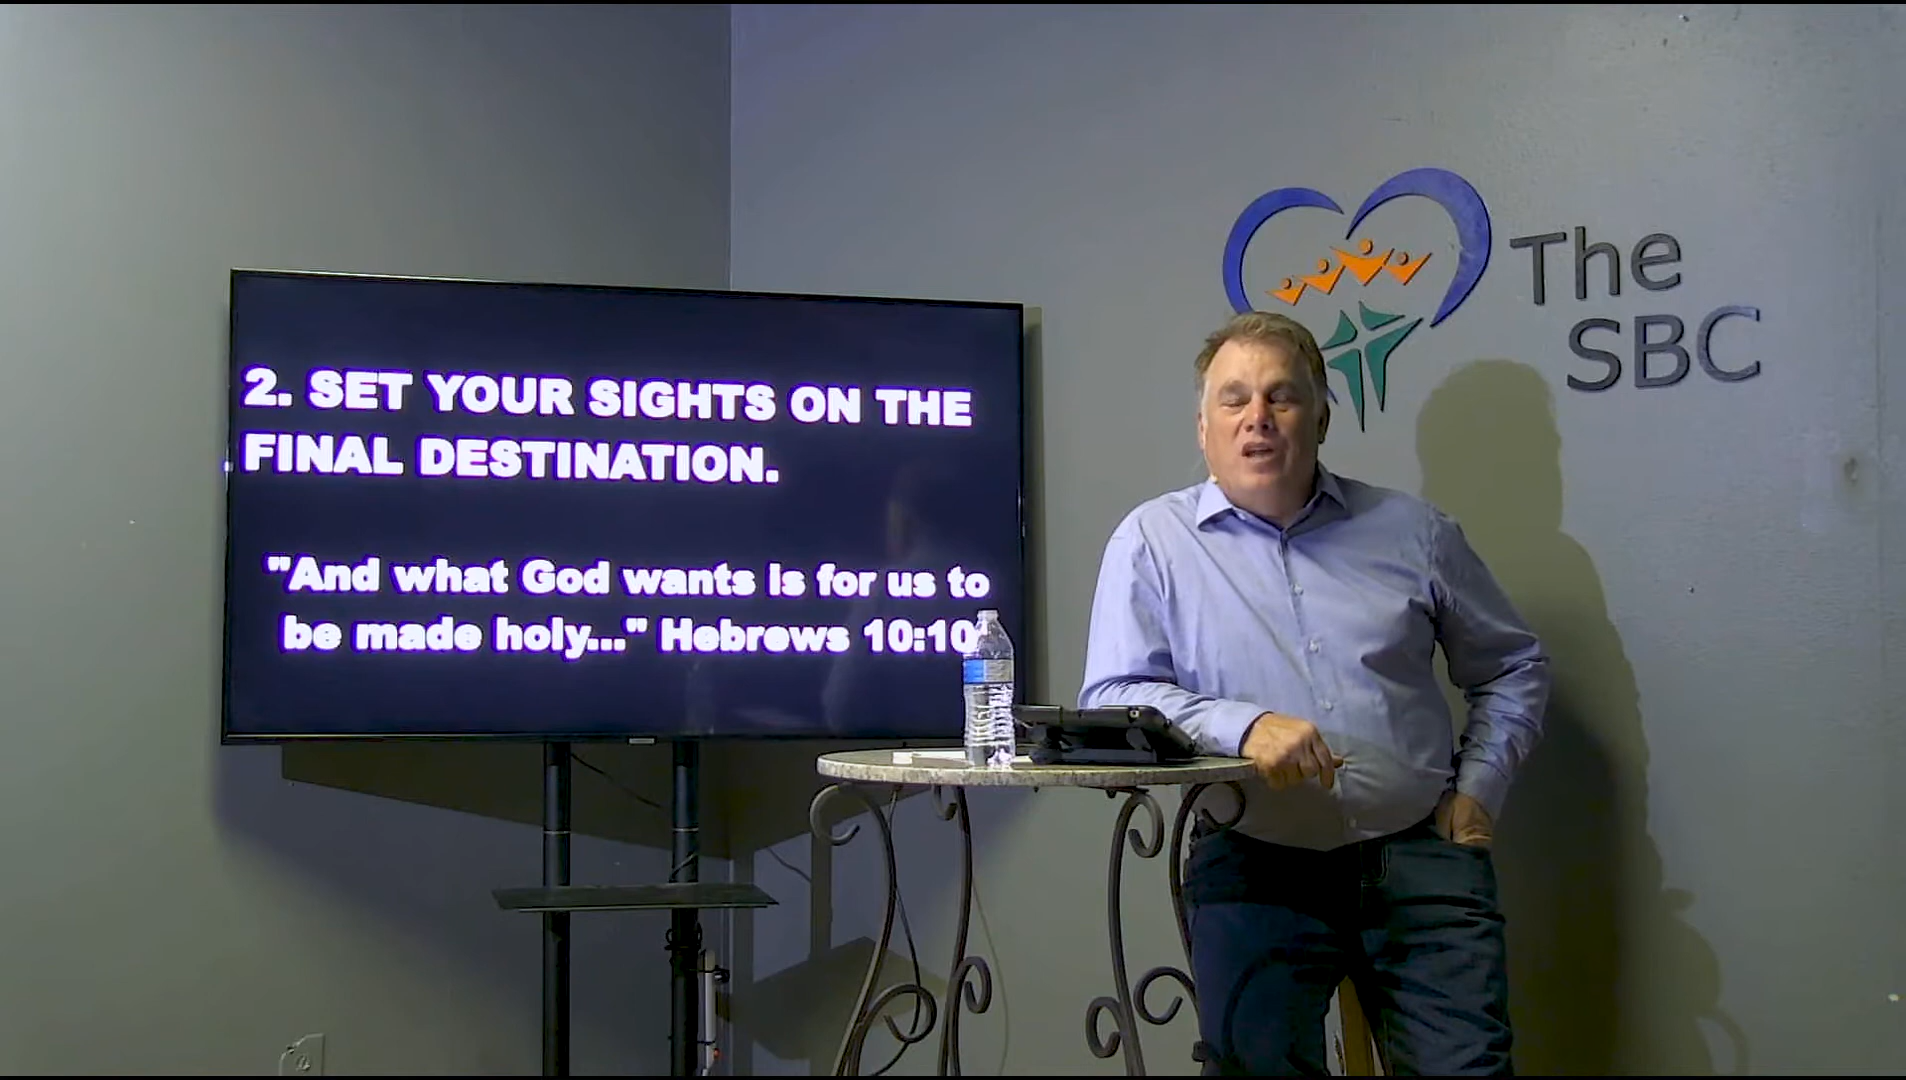 2. SET YOUR SIGHTS ON THE
FINAL DESTINATION.
"And what God wants is for us to
be made holy..." Hebrews 10:10
The
SBC